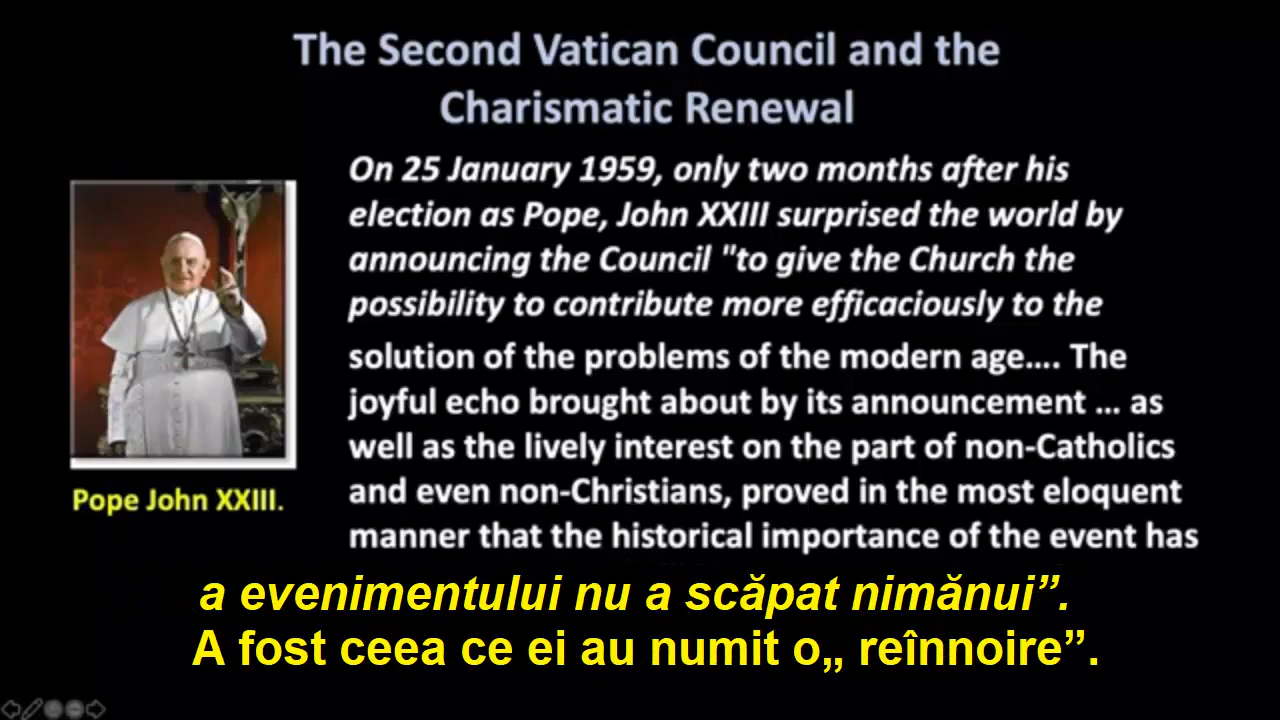 The Second Vatican Council and the
Charismatic Renewal
On 25 January 1959, only two months after his
election as Pope, John XXIII surprised the world by
announcing the Council "to give the Church the
possibility to contribute more efficaciously to the
solution of the problems of the modern age.... The
joyful echo brought about by its announcement ... as
well as the lively interest on the part of non-Catholics
and even non-Christians, proved in the most eloquent
manner that the historical importance of the event has
Pope John XXIII.
a evenimentului nu a scăpat nimănui”.
A fost ceea ce ei au numit o„ reînnoire”.